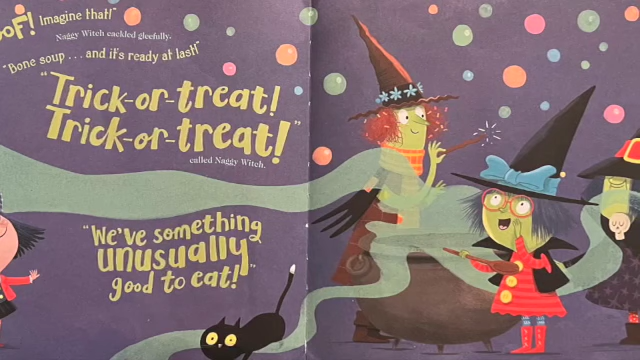 OOF! Imagine that!"
Naggy Witch cackled gleefully.
"Bone soup . . . and it's ready at last!"
"Trick-or-treat!
Trick-or-treat!"
called Naggy Witch.
"We've something
unusually
good to eat!"